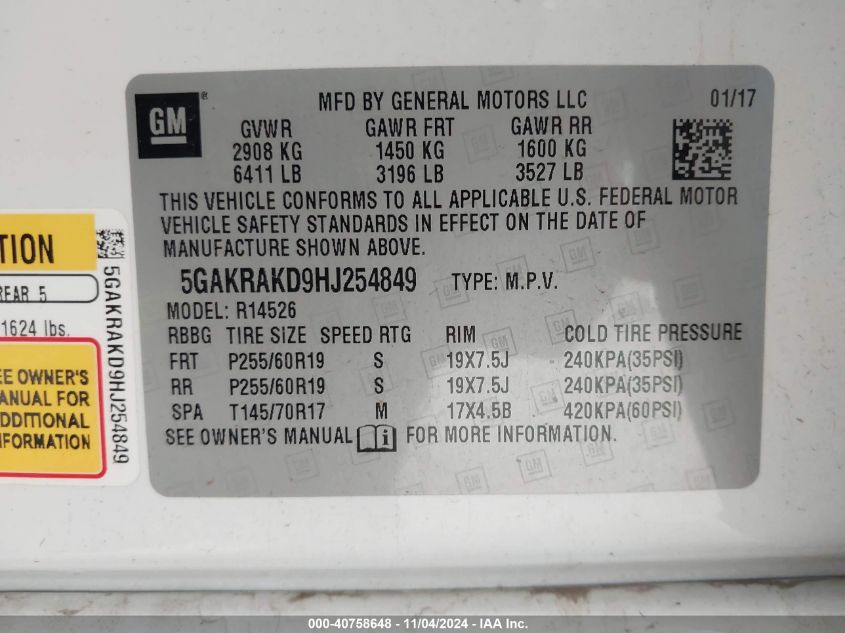 GM
®
MFD BY GENERAL MOTORS LLC 01/17
GVWR GAWR FRT GAWR RR
2908 KG 1450 KG 1600 KG
6411 LB 3196 LB 3527 LB
THIS VEHICLE CONFORMS TO ALL APPLICABLE U.S. FEDERAL MOTOR
VEHICLE SAFETY STANDARDS IN EFFECT ON THE DATE OF
MANUFACTURE SHOWN ABOVE.
5GAKRAKD9HJ254849 TYPE: M.P.V.
MODEL: R14526
RBBG TIRE SIZE SPEED RTG RIM COLD TIRE PRESSURE
FRT P255/60R19 S 19X7.5J 240KPA(35PSI)
RR P255/60R19 S 19X7.5J 240KPA(35PSI)
SPA T145/70R17 M 17X4.5B 420KPA(60PSI)
SEE OWNER'S MANUAL i FOR MORE INFORMATION.
TION
REAR 5
1624 lbs.
EE OWNER'S
ANUAL FOR
DDITIONAL
NFORMATION
5GAKRAKD9HJ254849
000-40758648 - 11/04/2024 - IAA Inc.